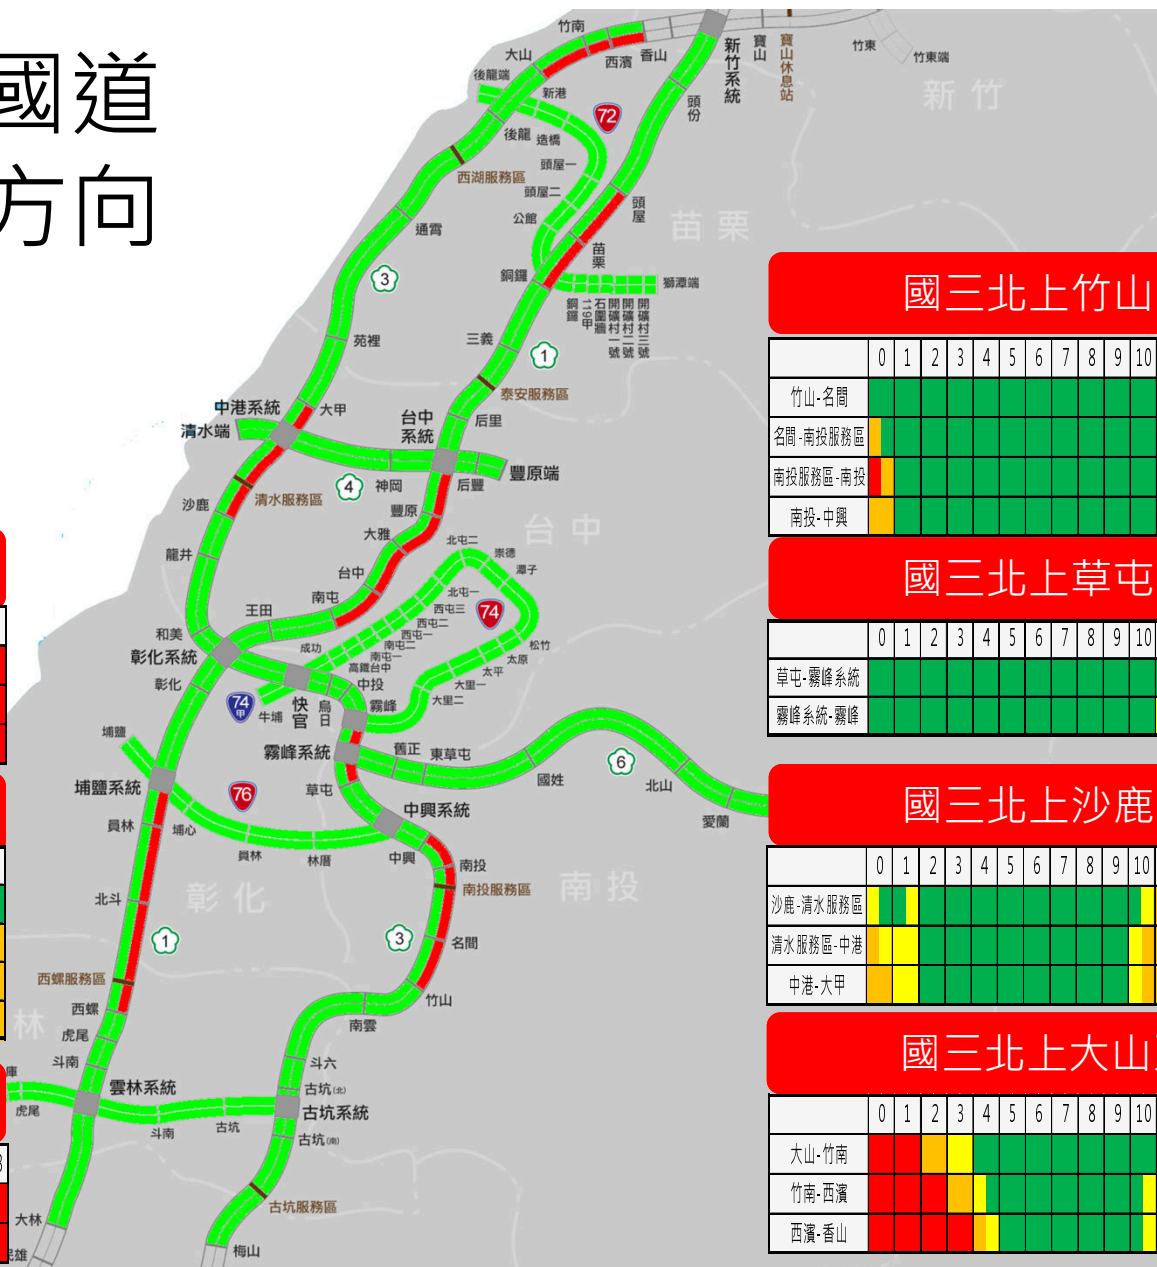 國道
方向
竹南
大山
西濱
香山
新竹系統
寶山
寶山休息站
竹東
竹東端
新竹
後龍端
新港
72
頭份
後龍
造橋
頭屋一
西湖服務區
頭屋二
頭屋
公館
苗栗
通霄
苗栗
銅鑼
獅潭端
3
銅鑼
119甲
石圍牆
開礦村一號
開礦村二號
開礦村三號
苑裡
三義
1
泰安服務區
中港系統
大甲
清水端
台中系統
后里
豐原端
神岡
后豐
4
清水服務區
沙鹿
豐原
台中
大雅
北屯二
崇德
潭子
龍井
台中
北屯一
西屯三
74
南屯
西屯二
王田
西屯一
和美
南屯二
成功
南屯一
松竹
彰化系統
高鐵台中
太原
太平
彰化
中投
大里一
74
甲
牛埔
快官
烏日
霧峰
大里二
埔鹽
霧峰系統
舊正
東草屯
6
國姓
北山
愛蘭
埔鹽系統
76
草屯
中興系統
員林
埔心
員林
林厝
中興
南投
彰化
南投
南投服務區
北斗
1
3
名間
西螺服務區
竹山
西螺
林
虎尾
南雲
斗南
斗六
庫
雲林系統
古坑(北)
虎尾
古坑系統
斗南
古坑
古坑(南)
3
古坑服務區
大林
民雄
梅山
國三北上竹山
0 1 2 3 4 5 6 7 8 9 10
竹山-名間
名間-南投服務區
南投服務區-南投
南投-中興
國三北上草屯
0 1 2 3 4 5 6 7 8 9 10
草屯-霧峰系統
霧峰系統-霧峰
國三北上沙鹿
0 1 2 3 4 5 6 7 8 9 10
沙鹿-清水服務區
清水服務區-中港
中港-大甲
國三北上大山
0 1 2 3 4 5 6 7 8 9 10
大山-竹南
竹南-西濱
西濱-香山